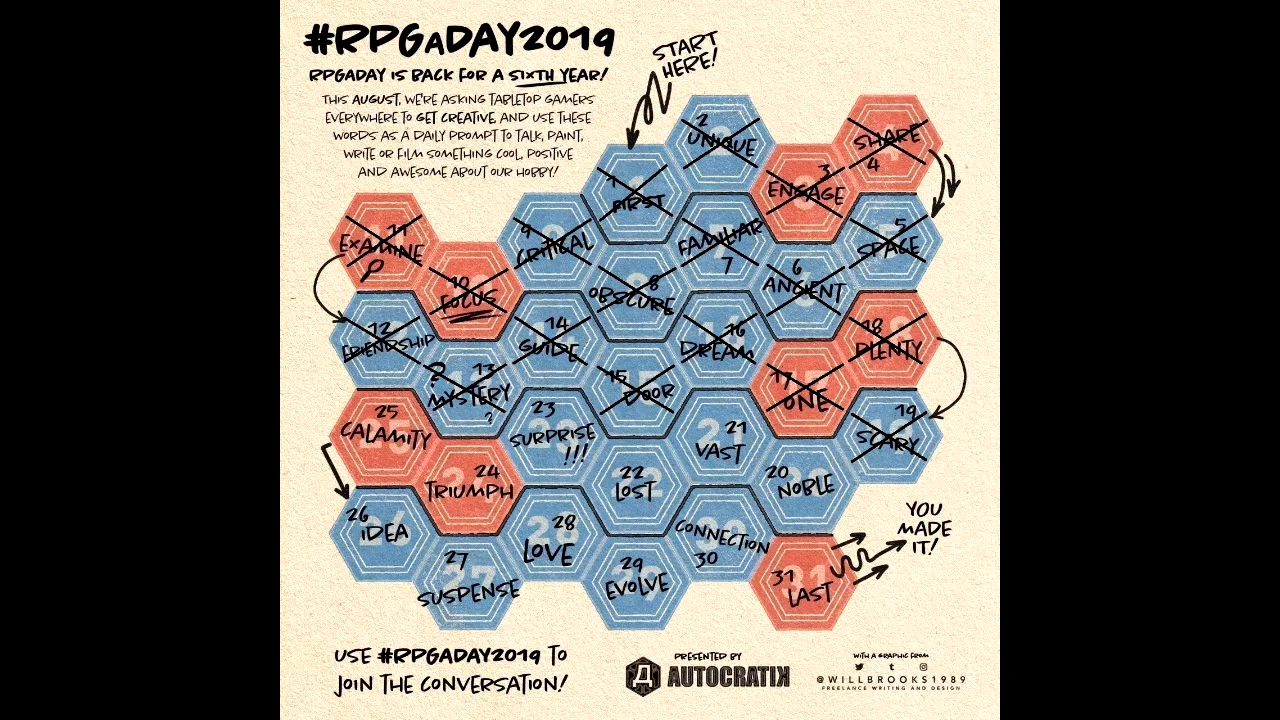 #RPGaDAY2019
RPGADAY IS BACK FOR A SIXTH YEAR!
THIS AUGUST, WE'RE ASKING TABLETOP GAMERS
EVERYWHERE TO GET CREATIVE, AND USE THESE
WORDS AS A DAILY PROMPT TO TALK, PAINT,
WRITE OR FILM SOMETHING COOL, POSITIVE
AND AWESOME ABOUT OUR HOBBY!
START
HERE!
1
FIRST
2
UNIQUE
3
ENGAGE
SHARE
4
5
SPACE
6
ANCIENT
FAMILIAR
7
8
OBSCURE
9
CRITICAL
10
FOCUS
11
EXAMINE
12
FRIENDSHIP
?
13
MYSTERY
?
14
GUIDE
15
DOOR
16
DREAM
17
ONE
18
PLENTY
19
SCARY
20
NOBLE
21
VAST
22
LOST
23
SURPRISE
!!!
24
TRIUMPH
25
CALAMITY
26
IDEA
27
SUSPENSE
28
LOVE
29
EVOLVE
CONNECTION
30
31
LAST
YOU
MADE
IT!
USE #RPGADAY2019 TO
JOIN THE CONVERSATION!
PRESENTED BY
AUTOCRATIK
WITH A GRAPHIC FROM
@WILLBROOKS1989
FREELANCE WRITING AND DESIGN